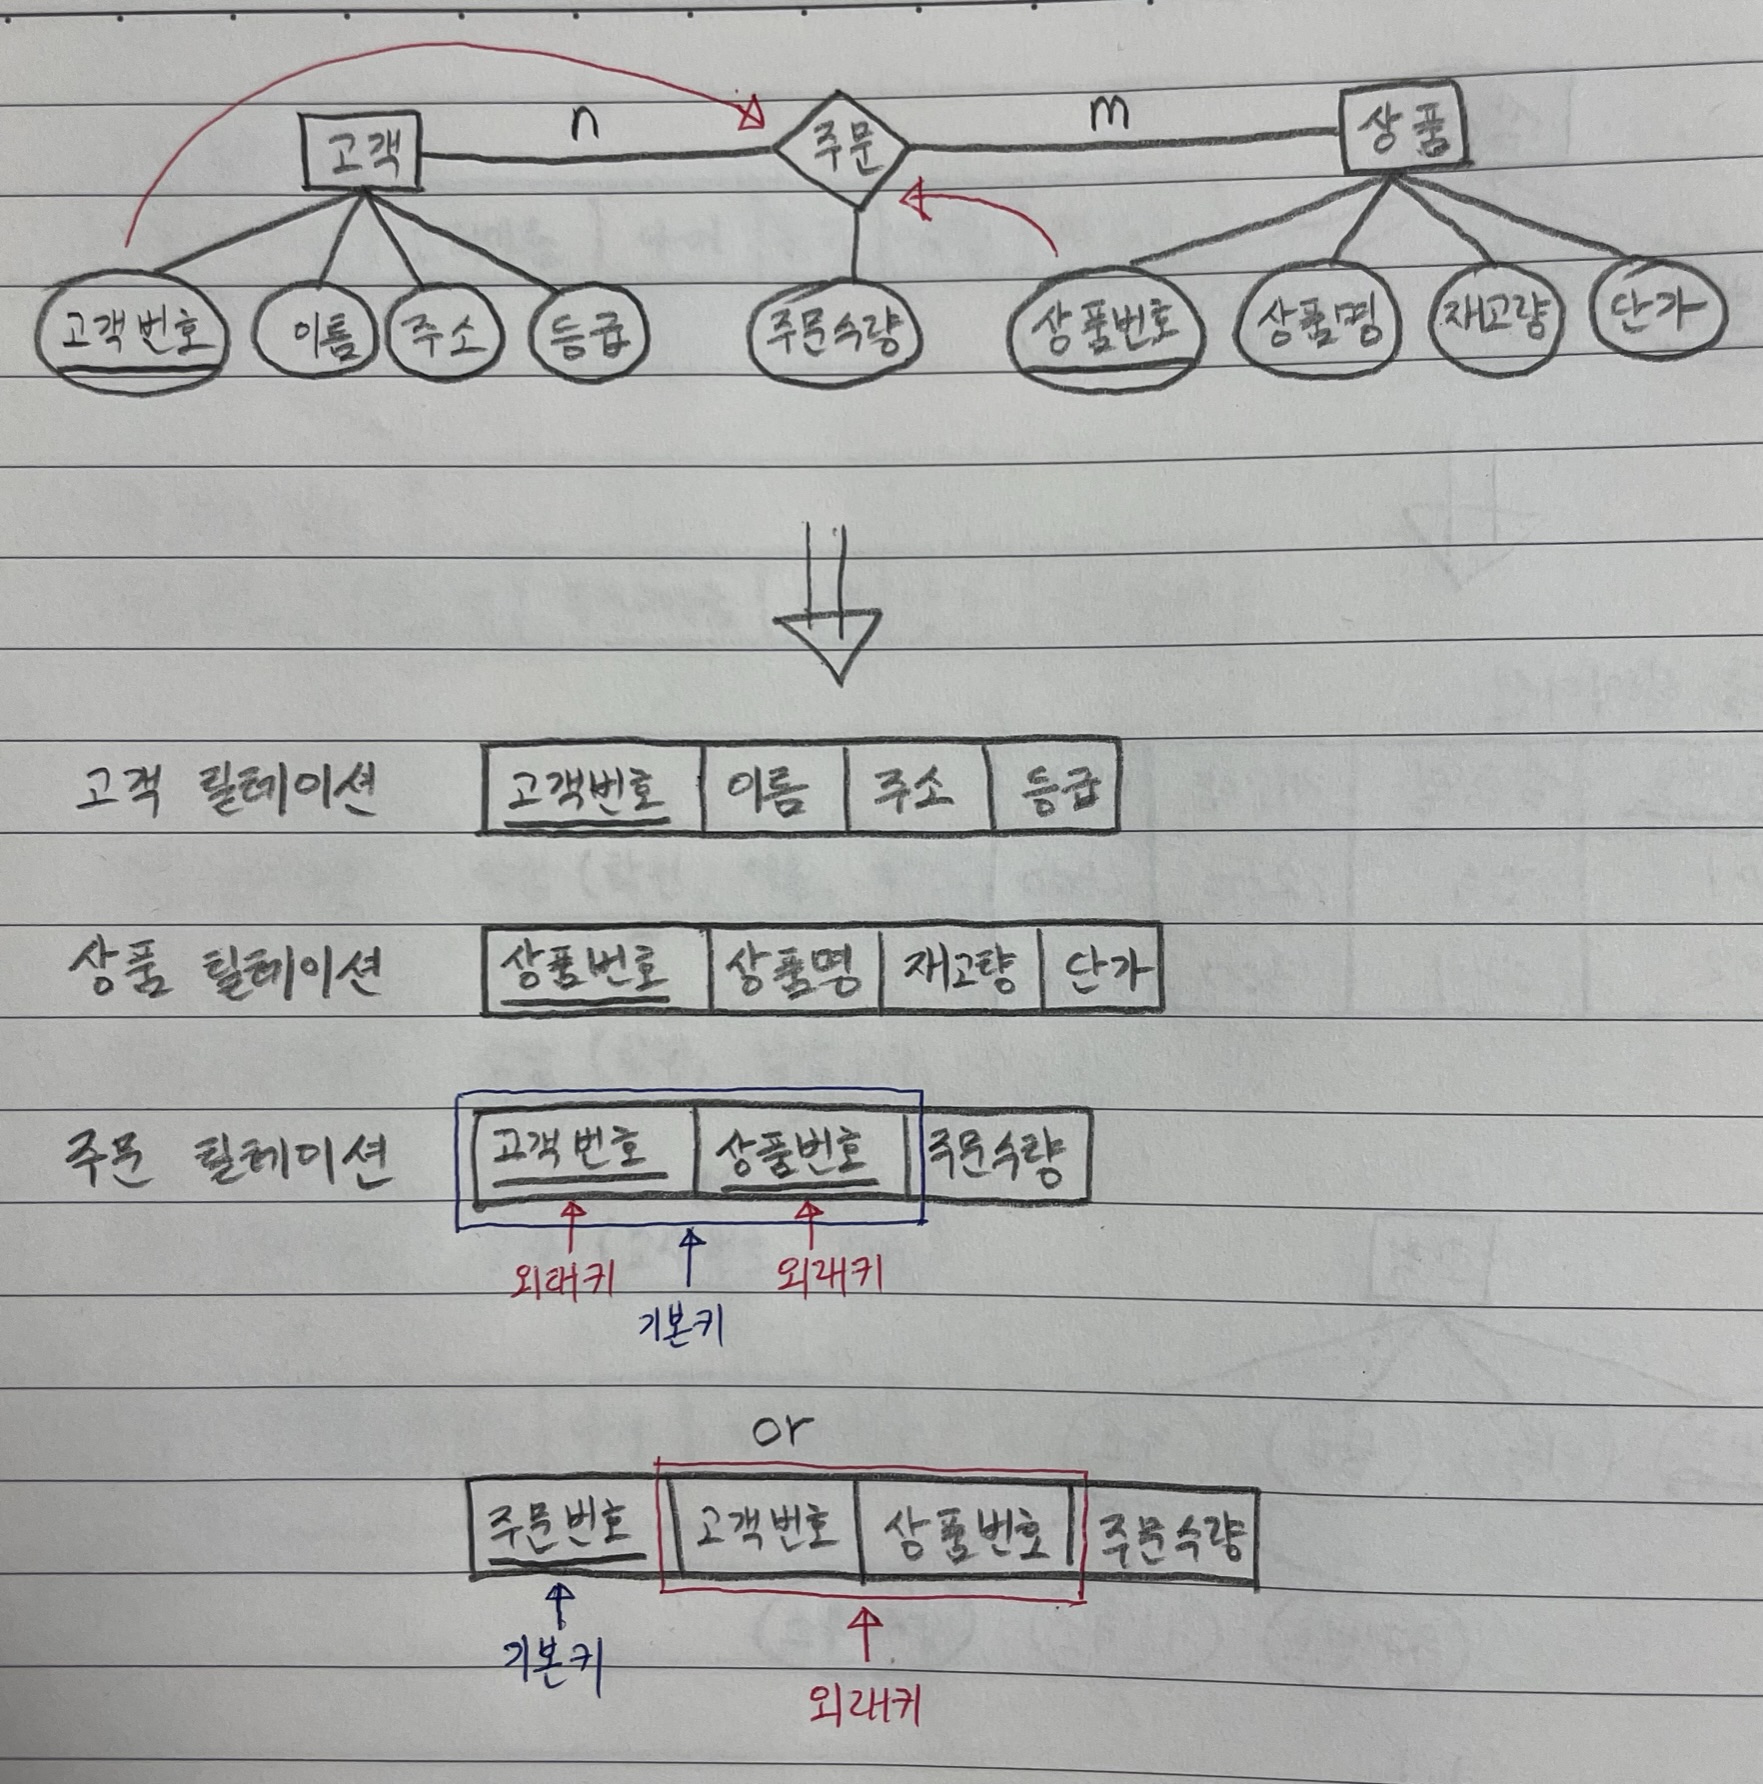 고객 n 주문 m 상품
고객번호 이름 주소 등급 주문수량 상품번호 상품명 재고량 단가
고객 릴레이션 고객번호 이름 주소 등급
상품 릴레이션 상품번호 상품명 재고량 단가
주문 릴레이션 고객번호 상품번호 주문수량
외래키 외래키
기본키
or
주문번호 고객번호 상품번호 주문수량
기본키
외래키